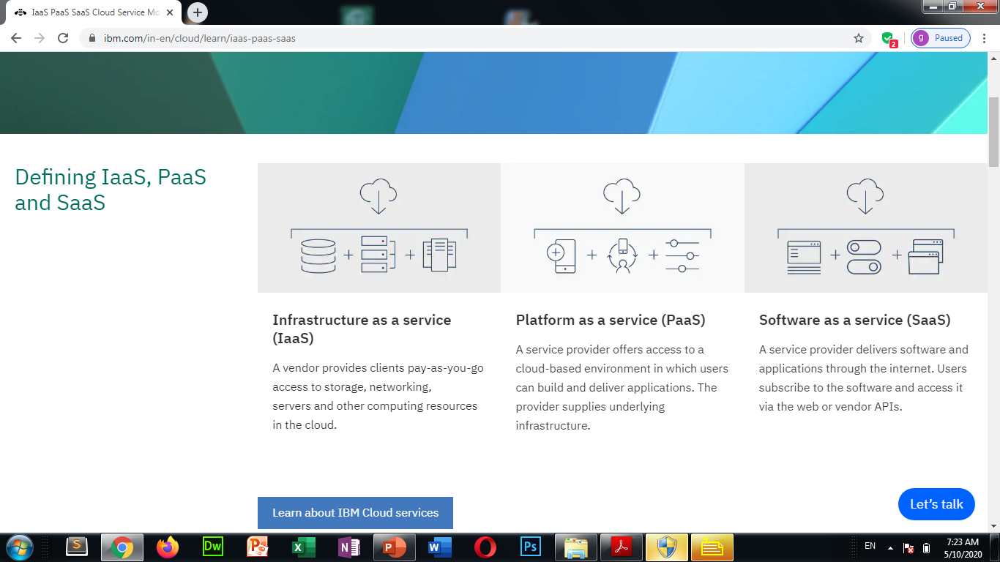 IaaS PaaS SaaS Cloud Service Mo
ibm.com/in-en/cloud/learn/iaas-paas-saas
2
g
Paused
Defining IaaS, PaaS
and SaaS
Infrastructure as a service
(IaaS)
A vendor provides clients pay-as-you-go
access to storage, networking,
servers and other computing resources
in the cloud.
Platform as a service (PaaS)
A service provider offers access to a
cloud-based environment in which users
can build and deliver applications. The
provider supplies underlying
infrastructure.
Software as a service (SaaS)
A service provider delivers software and
applications through the internet. Users
subscribe to the software and access it
via the web or vendor APIs.
Learn about IBM Cloud services
Let's talk
S
Dw
P
X
N
P
W
Ps
EN
7:23 AM
5/10/2020